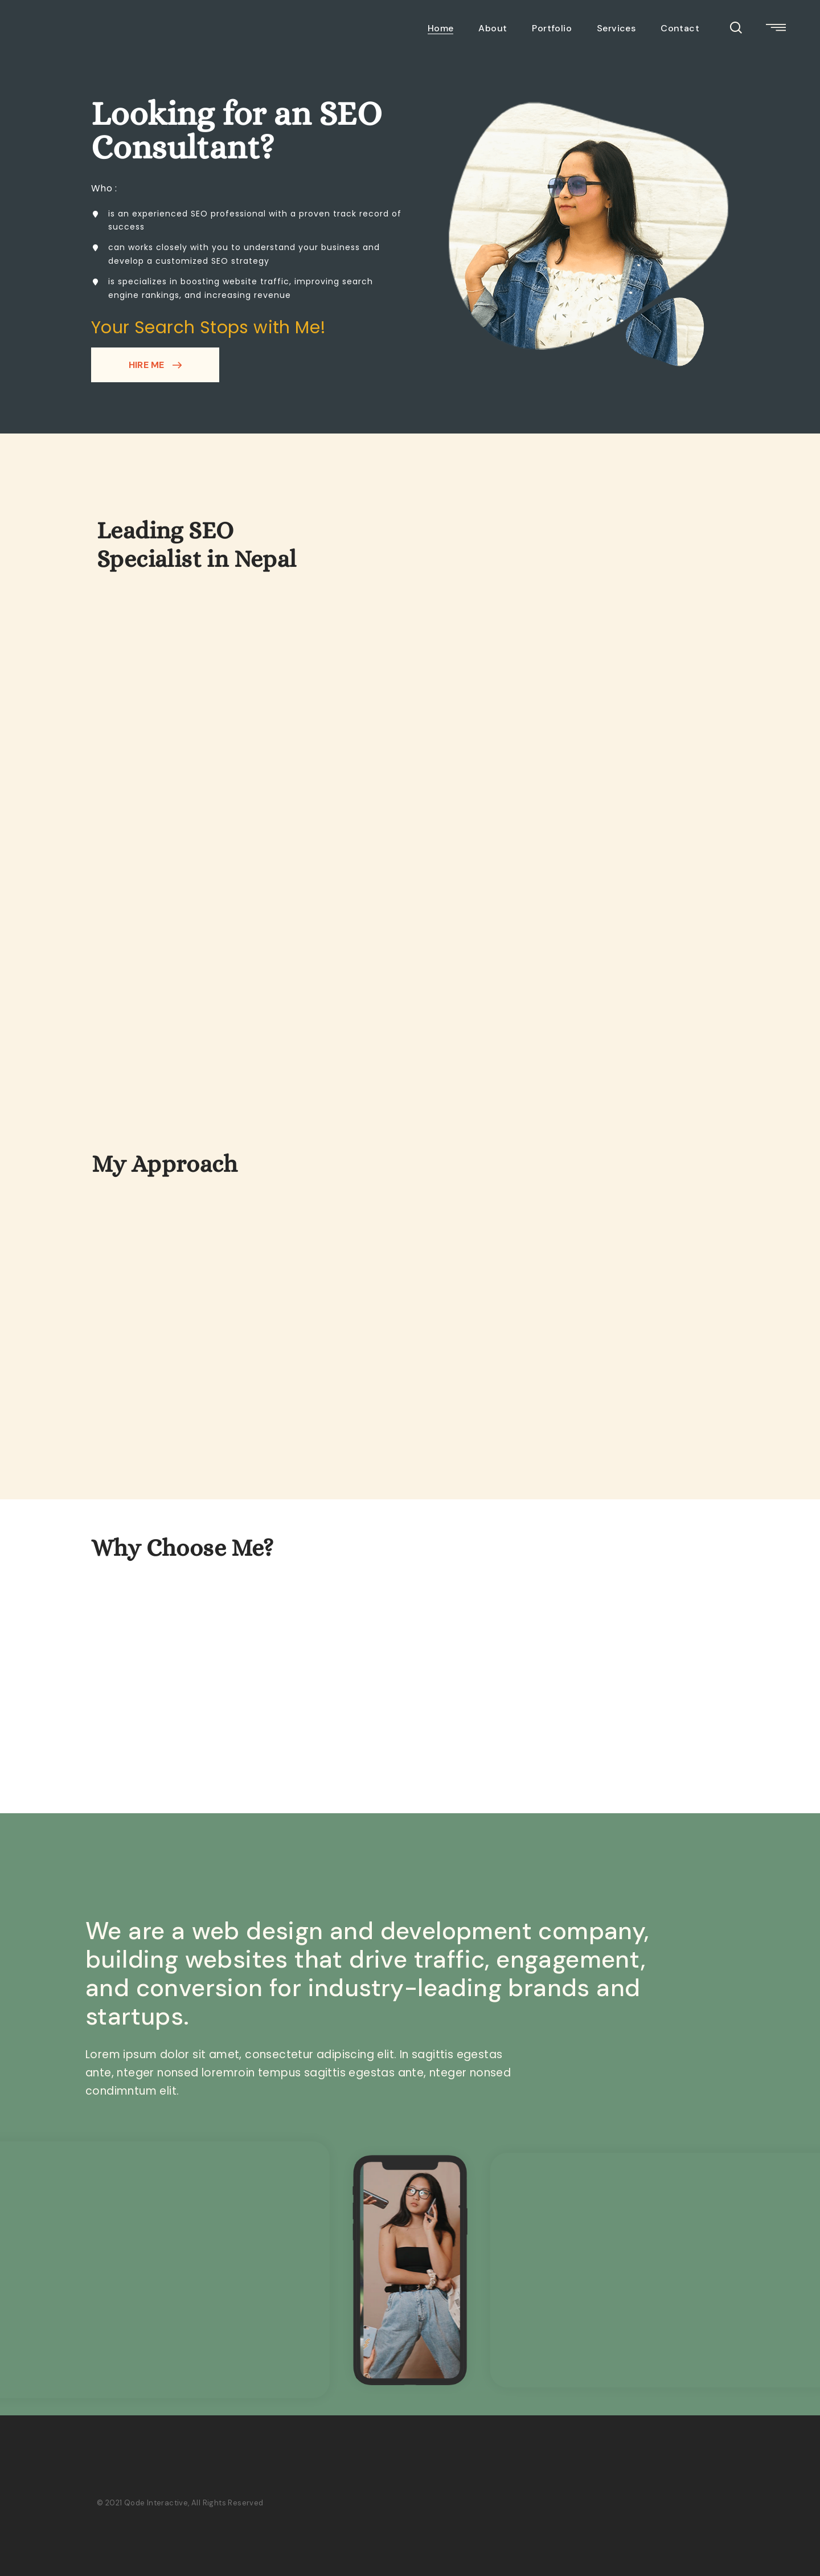 Home About Portfolio Services Contact
Looking for an SEO
Consultant?
Who :
is an experienced SEO professional with a proven track record of
success
can works closely with you to understand your business and
develop a customized SEO strategy
is specializes in boosting website traffic, improving search
engine rankings, and increasing revenue
Your Search Stops with Me!
HIRE ME
Leading SEO
Specialist in Nepal
My Approach
Why Choose Me?
We are a web design and development company,
building websites that drive traffic, engagement,
and conversion for industry-leading brands and
startups.
Lorem ipsum dolor sit amet, consectetur adipiscing elit. In sagittis egestas
ante, nteger nonsed loremroin tempus sagittis egestas ante, nteger nonsed
condimntum elit.
© 2021 Qode Interactive, All Rights Reserved